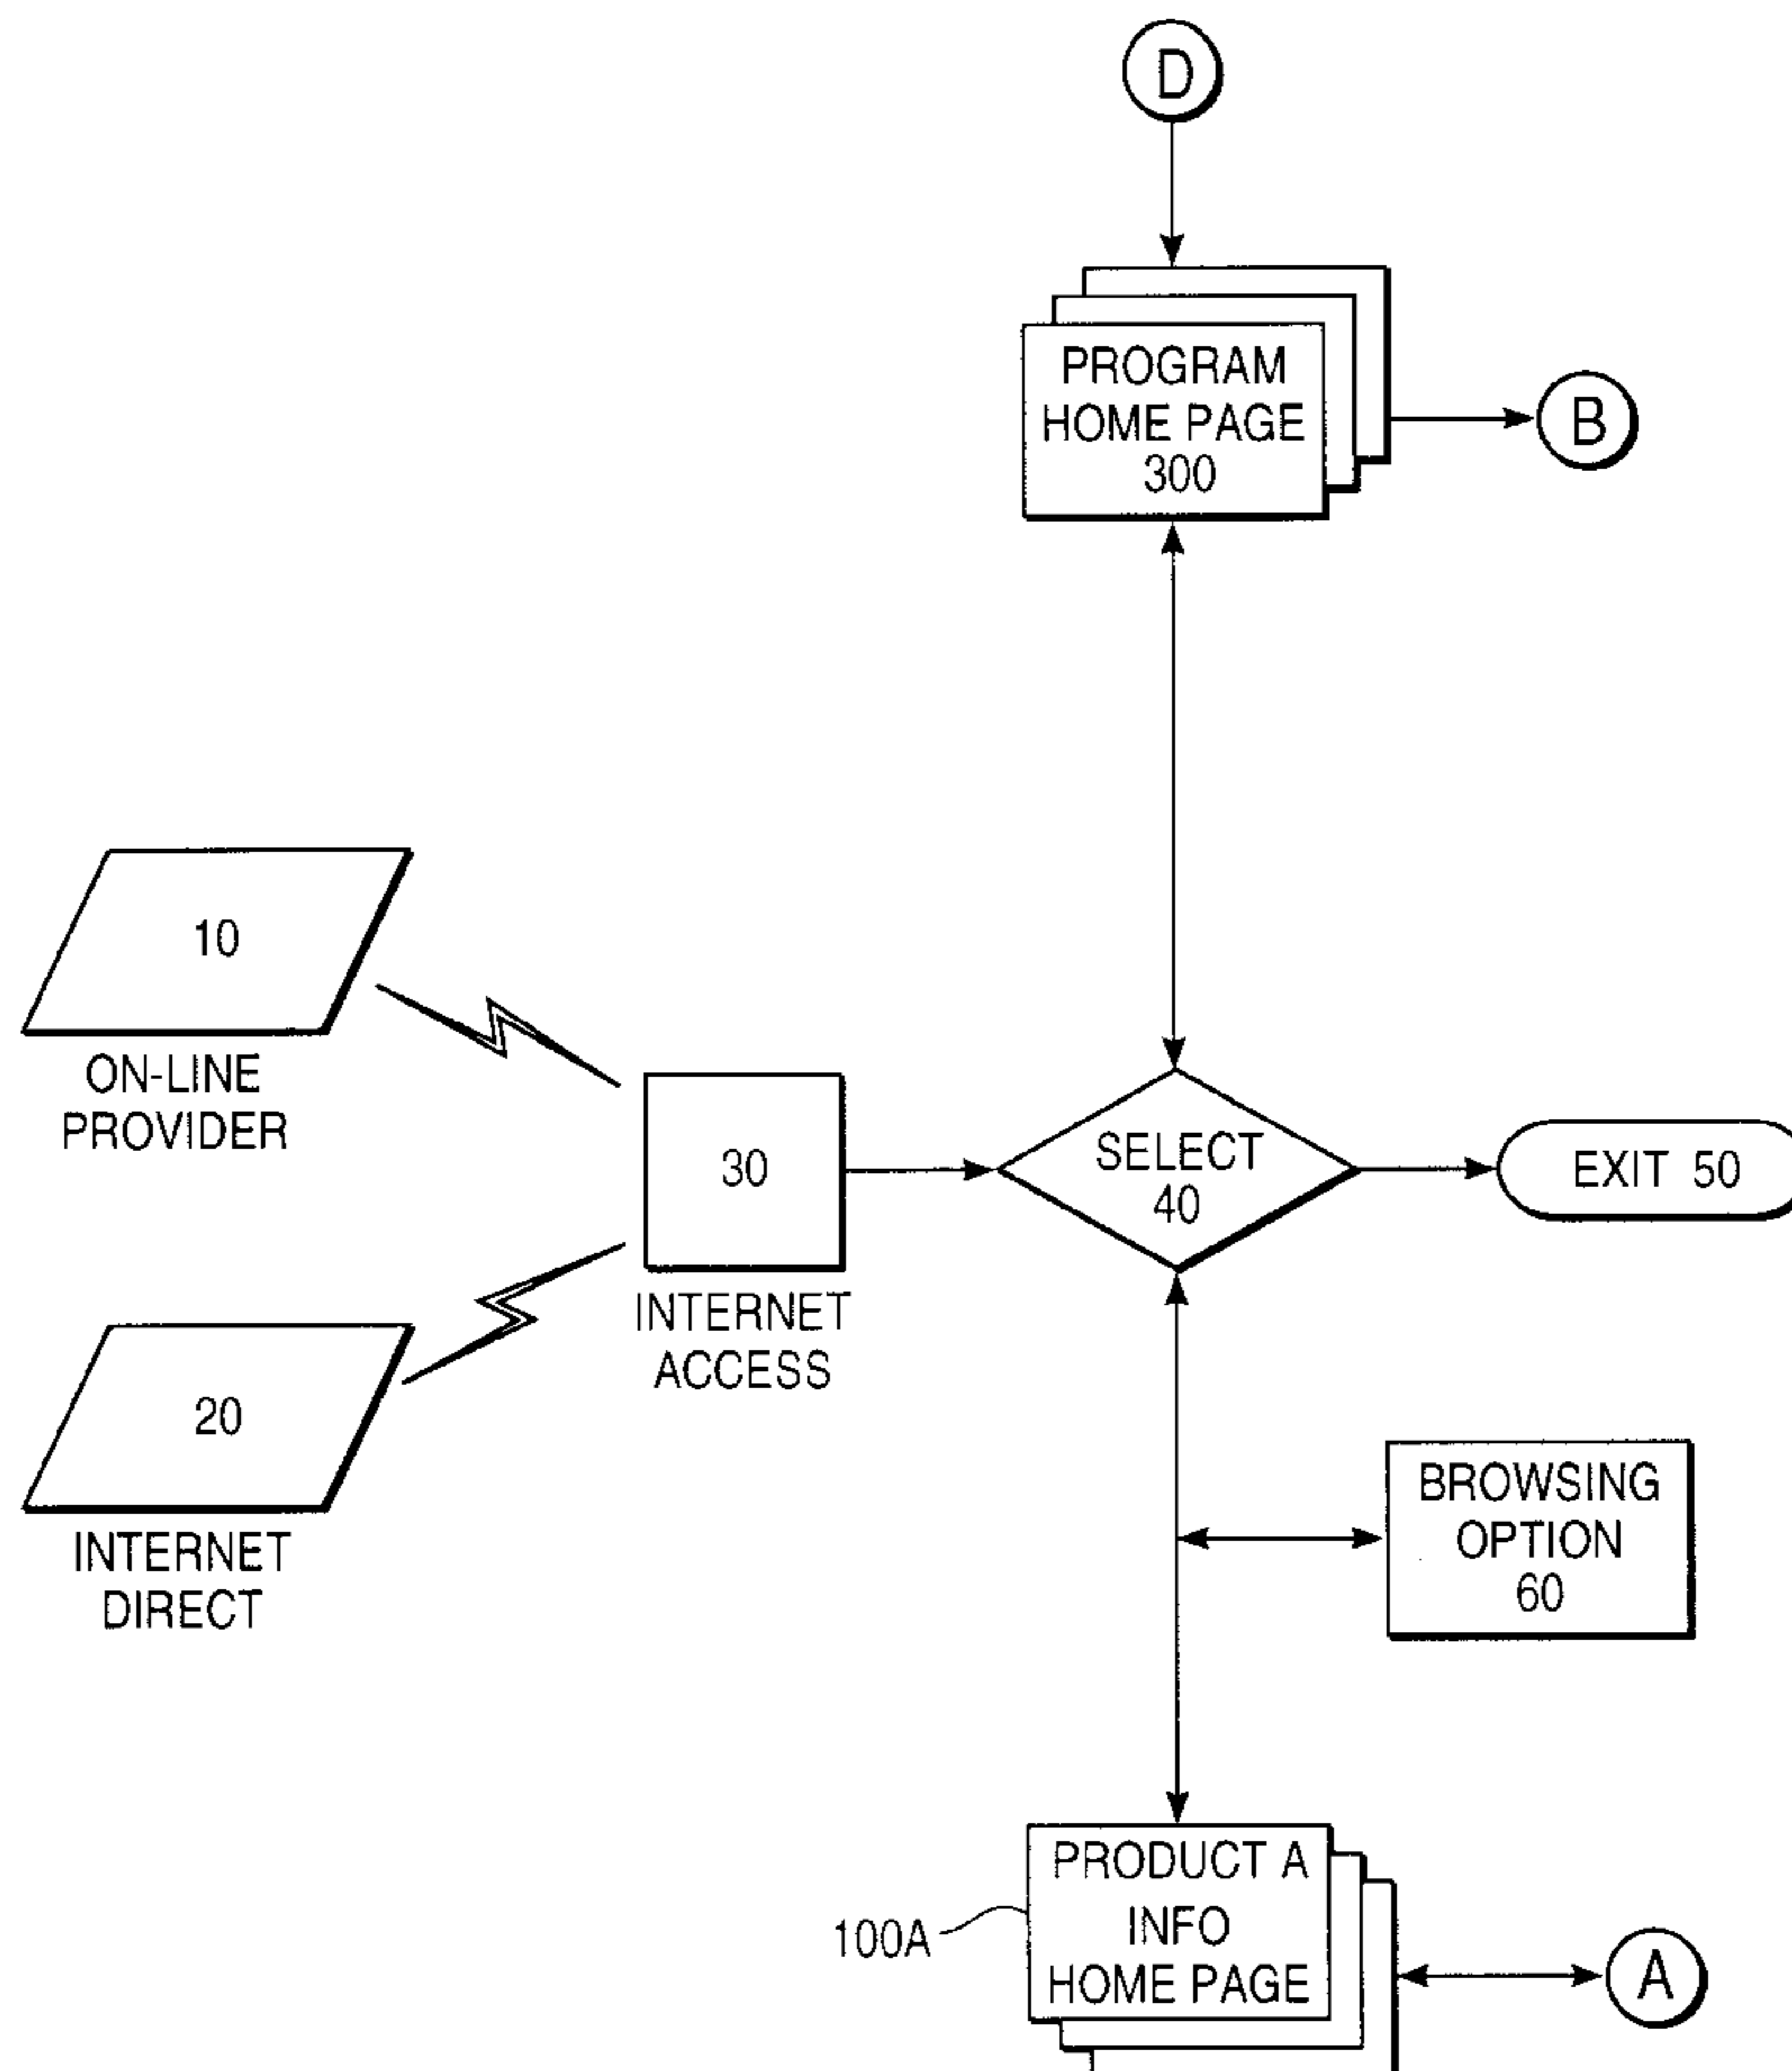 D
PROGRAM
HOME PAGE
300
B
10
ON-LINE
PROVIDER
30
INTERNET
ACCESS
SELECT
40
EXIT 50
20
INTERNET
DIRECT
BROWSING
OPTION
60
PRODUCT A
INFO
HOME PAGE
100A
A